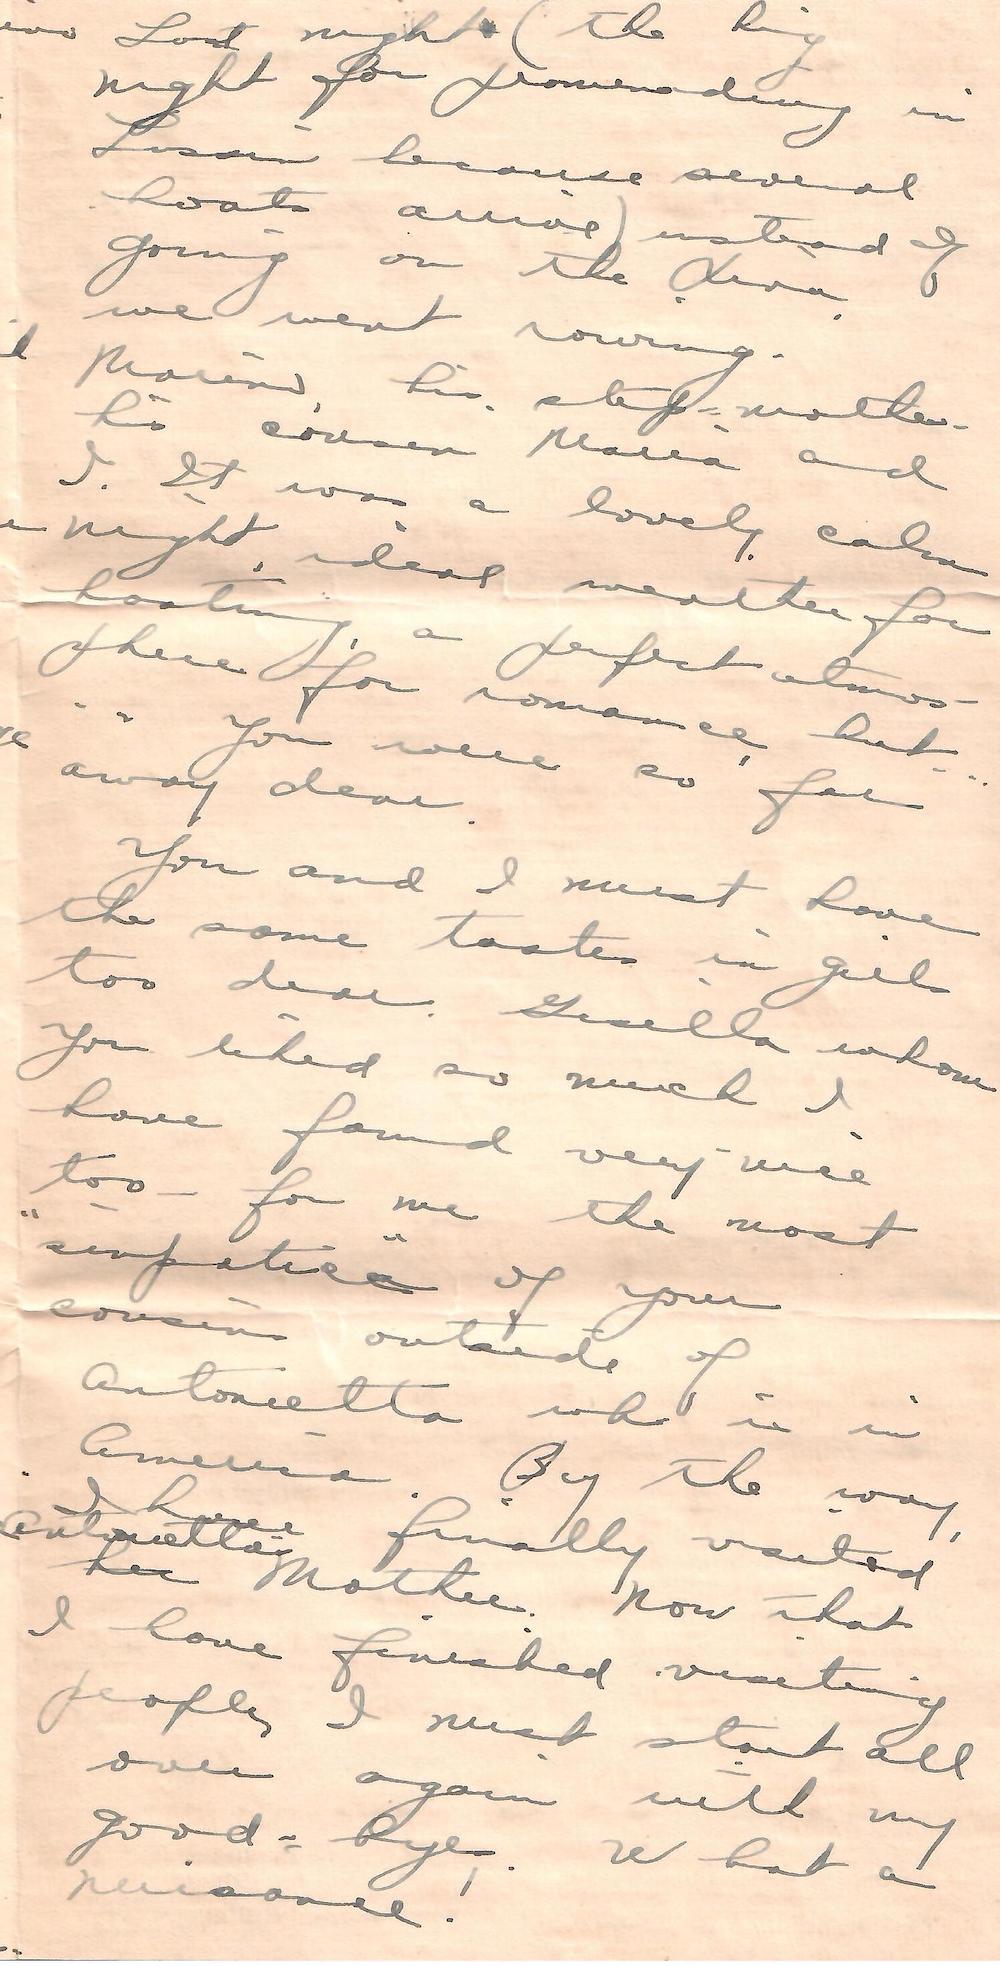 Last night (the big
night for promenading in
Lussin because several
boats arrive) instead of
going on the Riva,
we went rowing.
Marino, his step-mother
his cousin Maria and
I. It was a lovely calm
night, ideal weather for
boating, a perfect atmos-
phere for romance, but...
.. You were so far
away dear.
You and I must have
the same tastes in girls
too dear. Gisella whom
you liked so much I
have found very nice
too - for me the most
"simpatica" of your
cousins outside of
Antonietta who is in
America. By the way,
I have finally visited
Antonietta's
her Mother. Now that
I have finished visiting
people, I must start all
over again with my
good-byes. What a
nuisance!